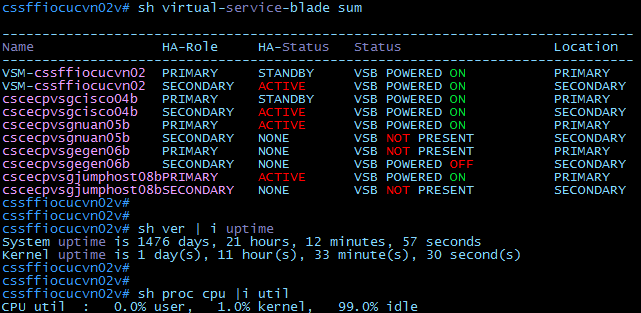 cssffiocucvn02v# sh virtual-service-blade sum
--------------------------------------------------------------------------------
Name HA-Role HA-Status Status Location
--------------------------------------------------------------------------------
VSM-cssffiocucvn02 PRIMARY STANDBY VSB POWERED ON PRIMARY
VSM-cssffiocucvn02 SECONDARY ACTIVE VSB POWERED ON SECONDARY
cscecpvsgcisco04b PRIMARY STANDBY VSB POWERED ON PRIMARY
cscecpvsgcisco04b SECONDARY ACTIVE VSB POWERED ON SECONDARY
cscecpvsgnuan05b PRIMARY ACTIVE VSB POWERED ON PRIMARY
cscecpvsgnuan05b SECONDARY NONE VSB NOT PRESENT SECONDARY
cscecpvsgegen06b PRIMARY NONE VSB NOT PRESENT PRIMARY
cscecpvsgegen06b SECONDARY NONE VSB POWERED OFF SECONDARY
cscecpvsgjumphost08bPRIMARY ACTIVE VSB POWERED ON PRIMARY
cscecpvsgjumphost08bSECONDARY NONE VSB NOT PRESENT SECONDARY
cssffiocucvn02v#
cssffiocucvn02v#
cssffiocucvn02v# sh ver | i uptime
System uptime is 1476 days, 21 hours, 12 minutes, 57 seconds
Kernel uptime is 1 day(s), 11 hour(s), 33 minute(s), 30 second(s)
cssffiocucvn02v#
cssffiocucvn02v#
cssffiocucvn02v# sh proc cpu |i util
CPU util : 0.0% user, 1.0% kernel, 99.0% idle